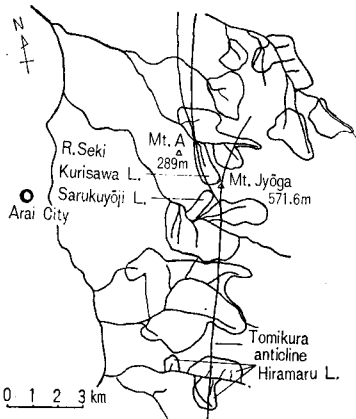 N
R.Seki
Mt. A
289m
Kurisawa L.
Mt. Jyōga
571.6m
Sarukuyōji L.
Arai City
Tomikura
anticline
Hiramaru L.
0 1 2 3 km